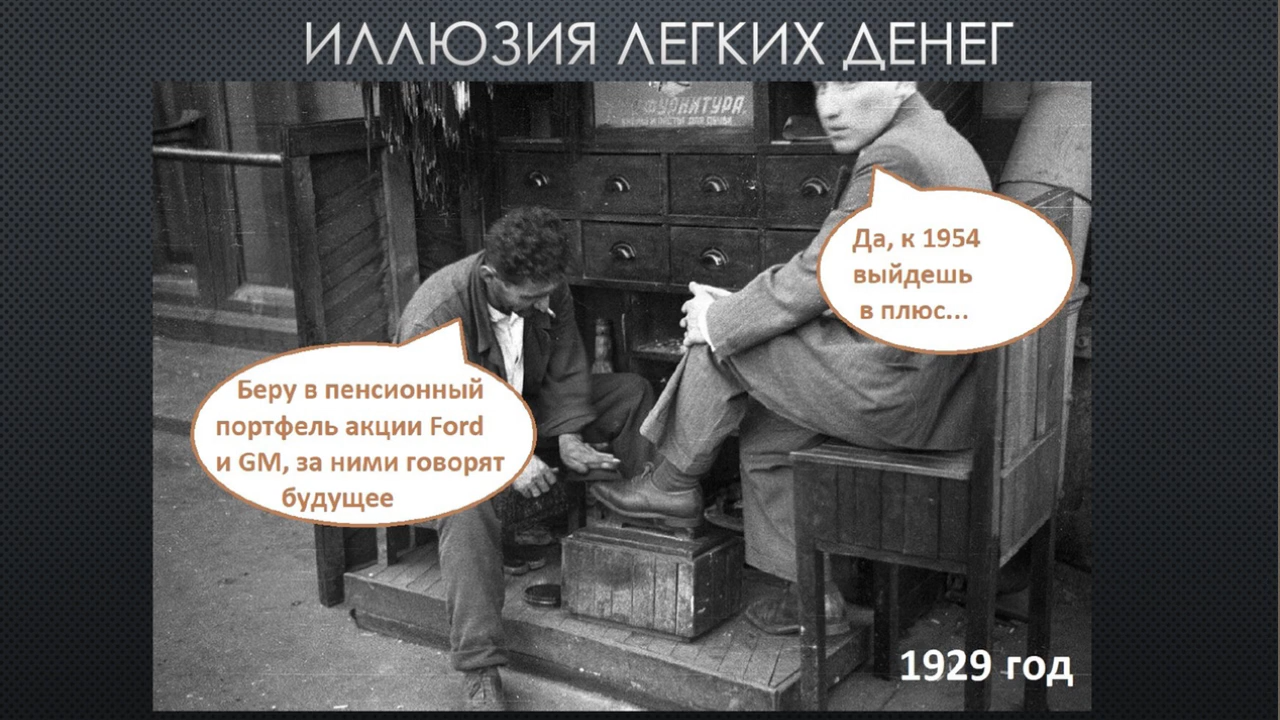 ИЛЛЮЗИЯ ЛЕГКИХ ДЕНЕГ
ФУРНИТУРА.
Да, к 1954
выйдешь
в плюс...
Беру в пенсионный
портфель акции Ford
и GM, за ними говорят
будущее
1929 год